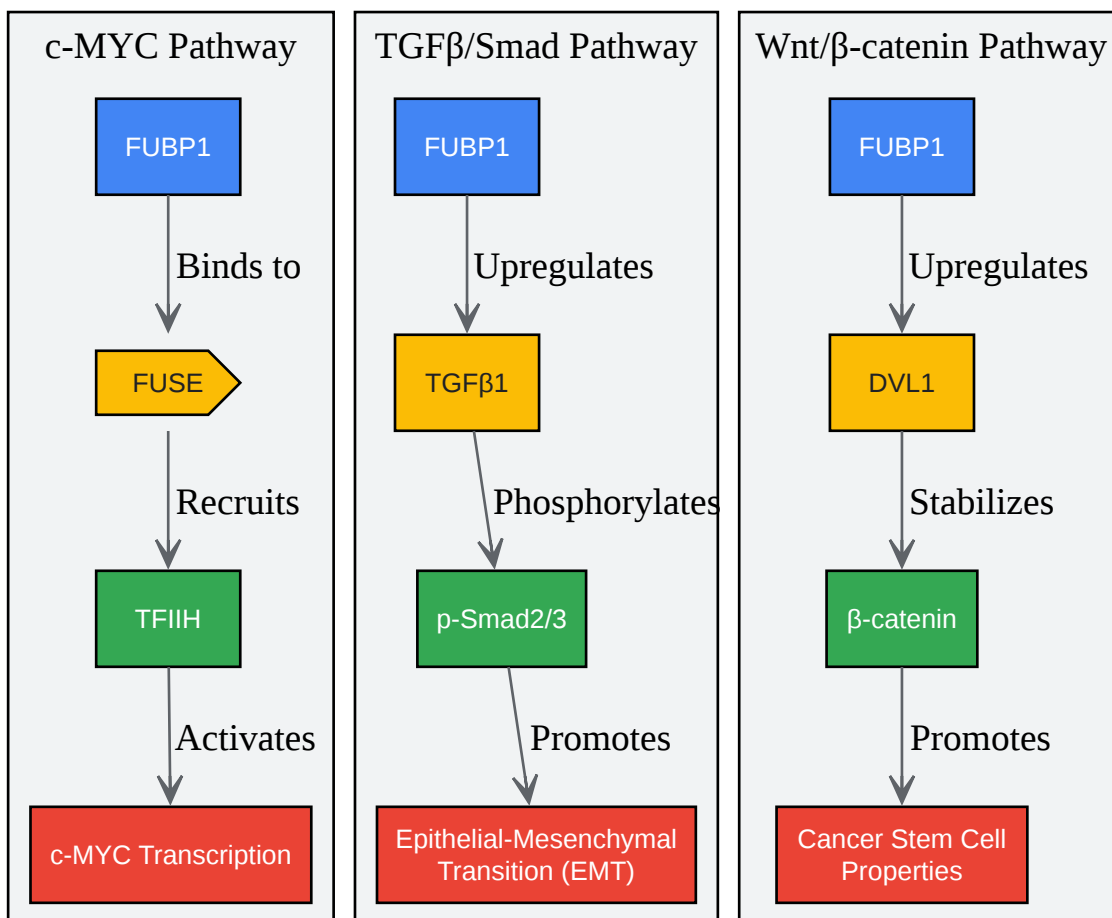 c-MYC Pathway
FUBP1
Binds to
FUSE
Recruits
TFIIH
Activates
c-MYC Transcription
TGFβ/Smad Pathway
FUBP1
Upregulates
TGFβ1
Phosphorylates
p-Smad2/3
Promotes
Epithelial-Mesenchymal
Transition (EMT)
Wnt/β-catenin Pathway
FUBP1
Upregulates
DVL1
Stabilizes
β-catenin
Promotes
Cancer Stem Cell
Properties